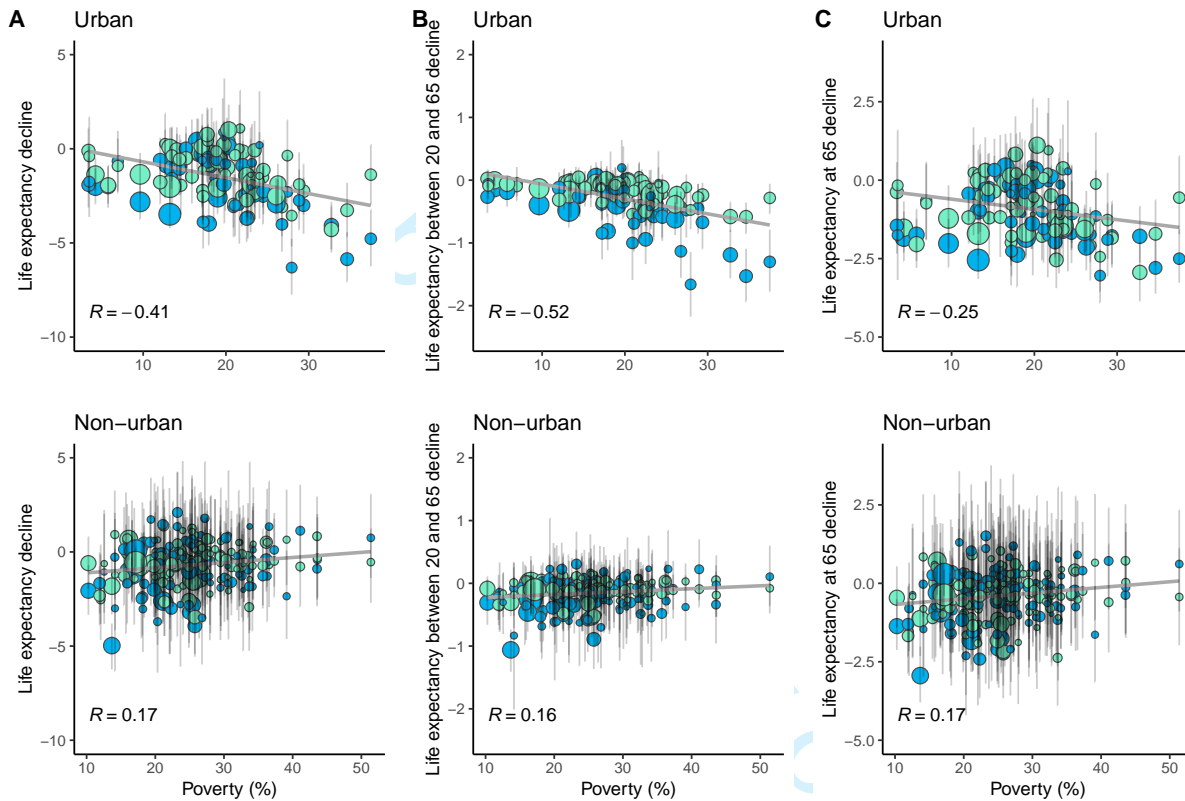 A
Urban
Life expectancy decline
5
0
−5
−10
R = −0.41
10
20
30
B
Urban
Life expectancy between 20 and 65 decline
2
1
0
−1
−2
R = −0.52
10
20
30
C
Urban
Life expectancy at 65 decline
2.5
0.0
−2.5
−5.0
R = −0.25
10
20
30
Non−urban
Life expectancy decline
5
0
−5
−10
R = 0.17
10
20
30
40
50
Poverty (%)
Non−urban
Life expectancy between 20 and 65 decline
2
1
0
−1
−2
R = 0.16
10
20
30
40
50
Poverty (%)
Non−urban
Life expectancy at 65 decline
2.5
0.0
−2.5
−5.0
R = 0.17
10
20
30
40
50
Poverty (%)